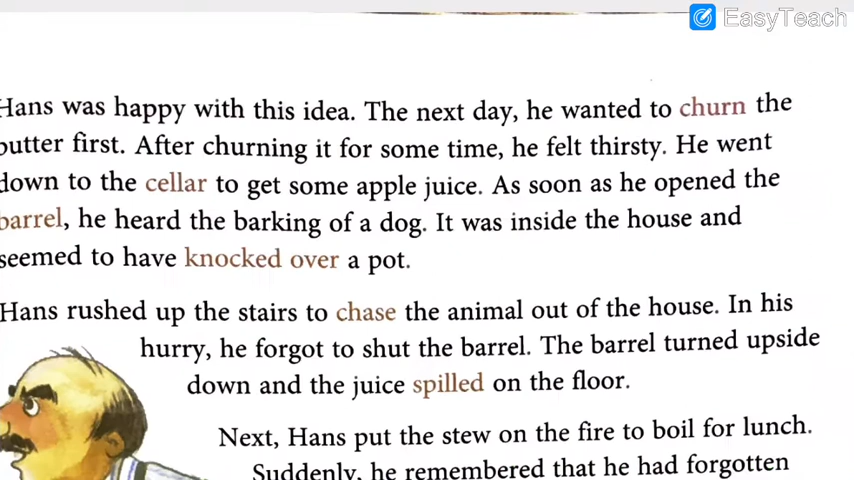 EasyTeach
Hans was happy with this idea. The next day, he wanted to churn the
butter first. After churning it for some time, he felt thirsty. He went
down to the cellar to get some apple juice. As soon as he opened the
barrel, he heard the barking of a dog. It was inside the house and
seemed to have knocked over a pot.
Hans rushed up the stairs to chase the animal out of the house. In his
hurry, he forgot to shut the barrel. The barrel turned upside
down and the juice spilled on the floor.
Next, Hans put the stew on the fire to boil for lunch.
Suddenly, he remembered that he had forgotten